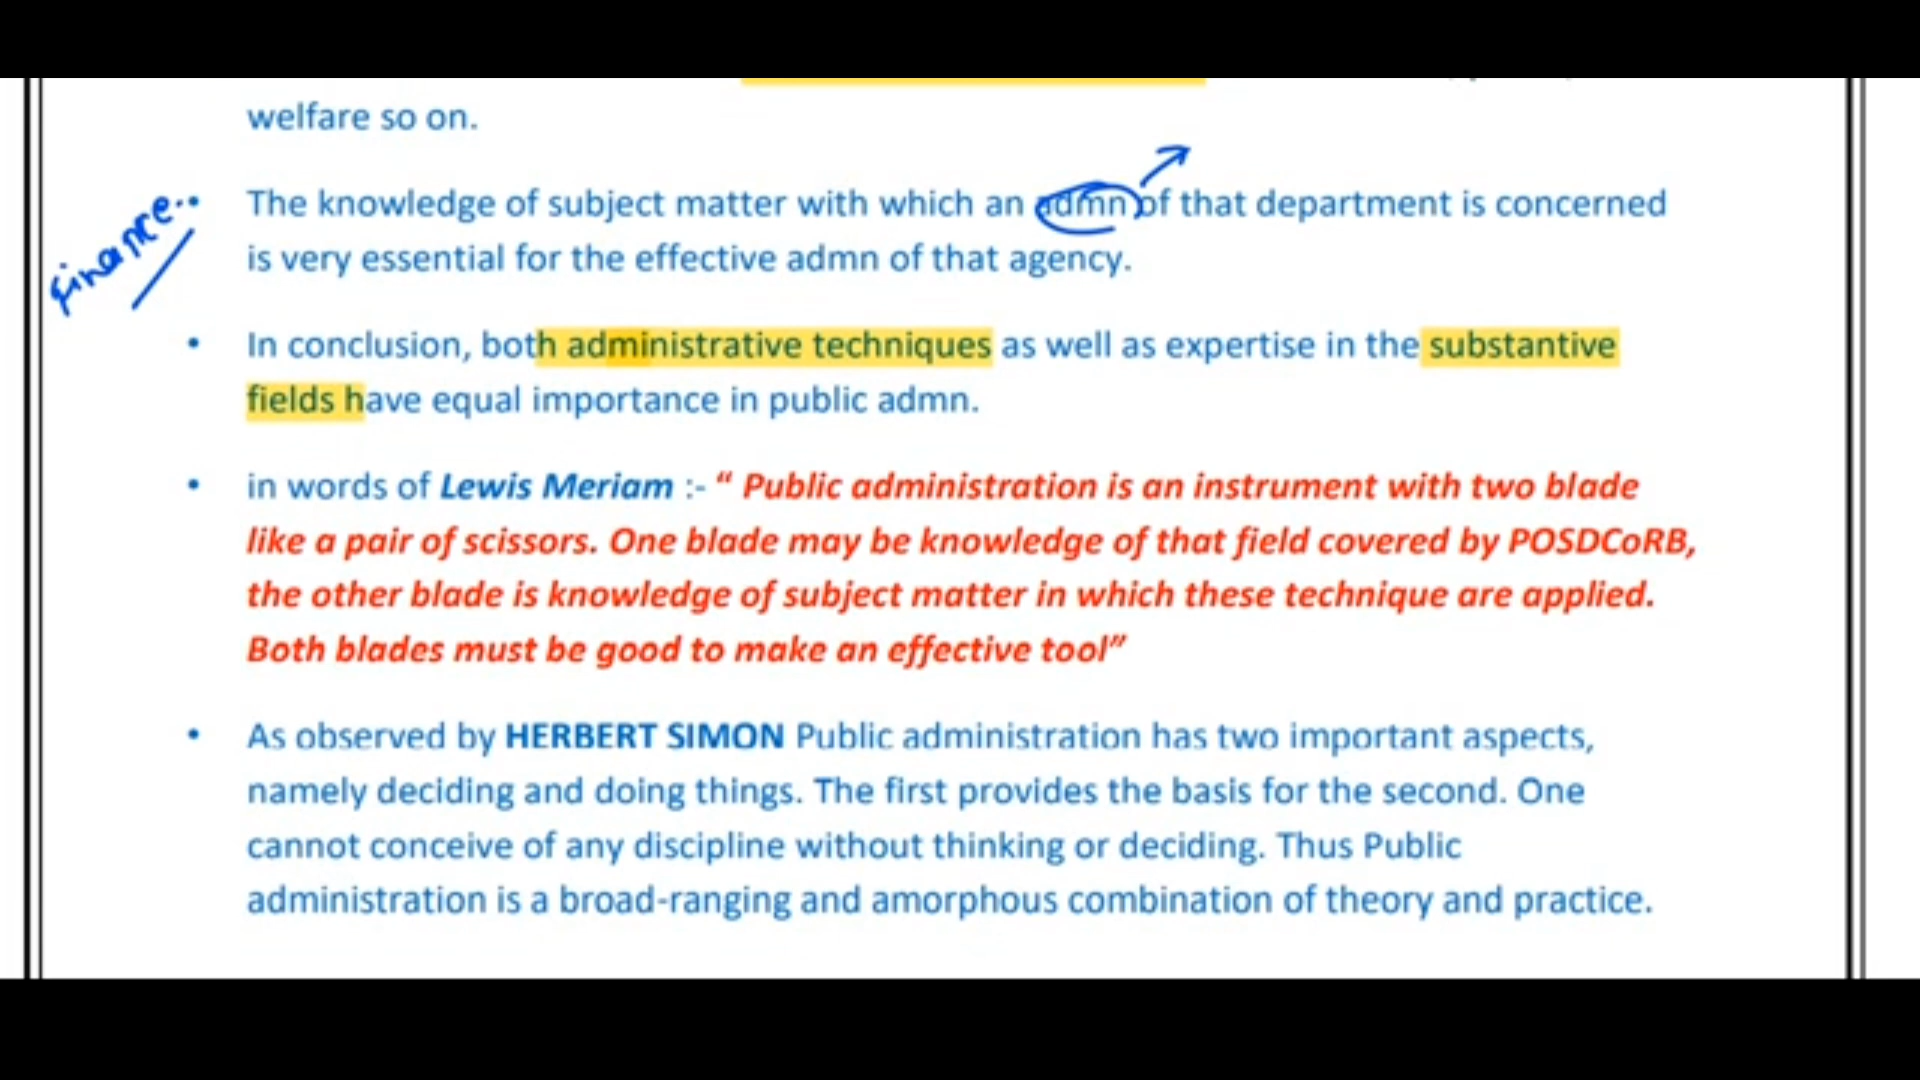 welfare so on.
• The knowledge of subject matter with which an admn of that department is concerned
is very essential for the effective admn of that agency.
finance..
• In conclusion, both administrative techniques as well as expertise in the substantive
fields have equal importance in public admn.
• in words of Lewis Meriam :- “ Public administration is an instrument with two blade
like a pair of scissors. One blade may be knowledge of that field covered by POSDCoRB,
the other blade is knowledge of subject matter in which these technique are applied.
Both blades must be good to make an effective tool”
• As observed by HERBERT SIMON Public administration has two important aspects,
namely deciding and doing things. The first provides the basis for the second. One
cannot conceive of any discipline without thinking or deciding. Thus Public
administration is a broad-ranging and amorphous combination of theory and practice.